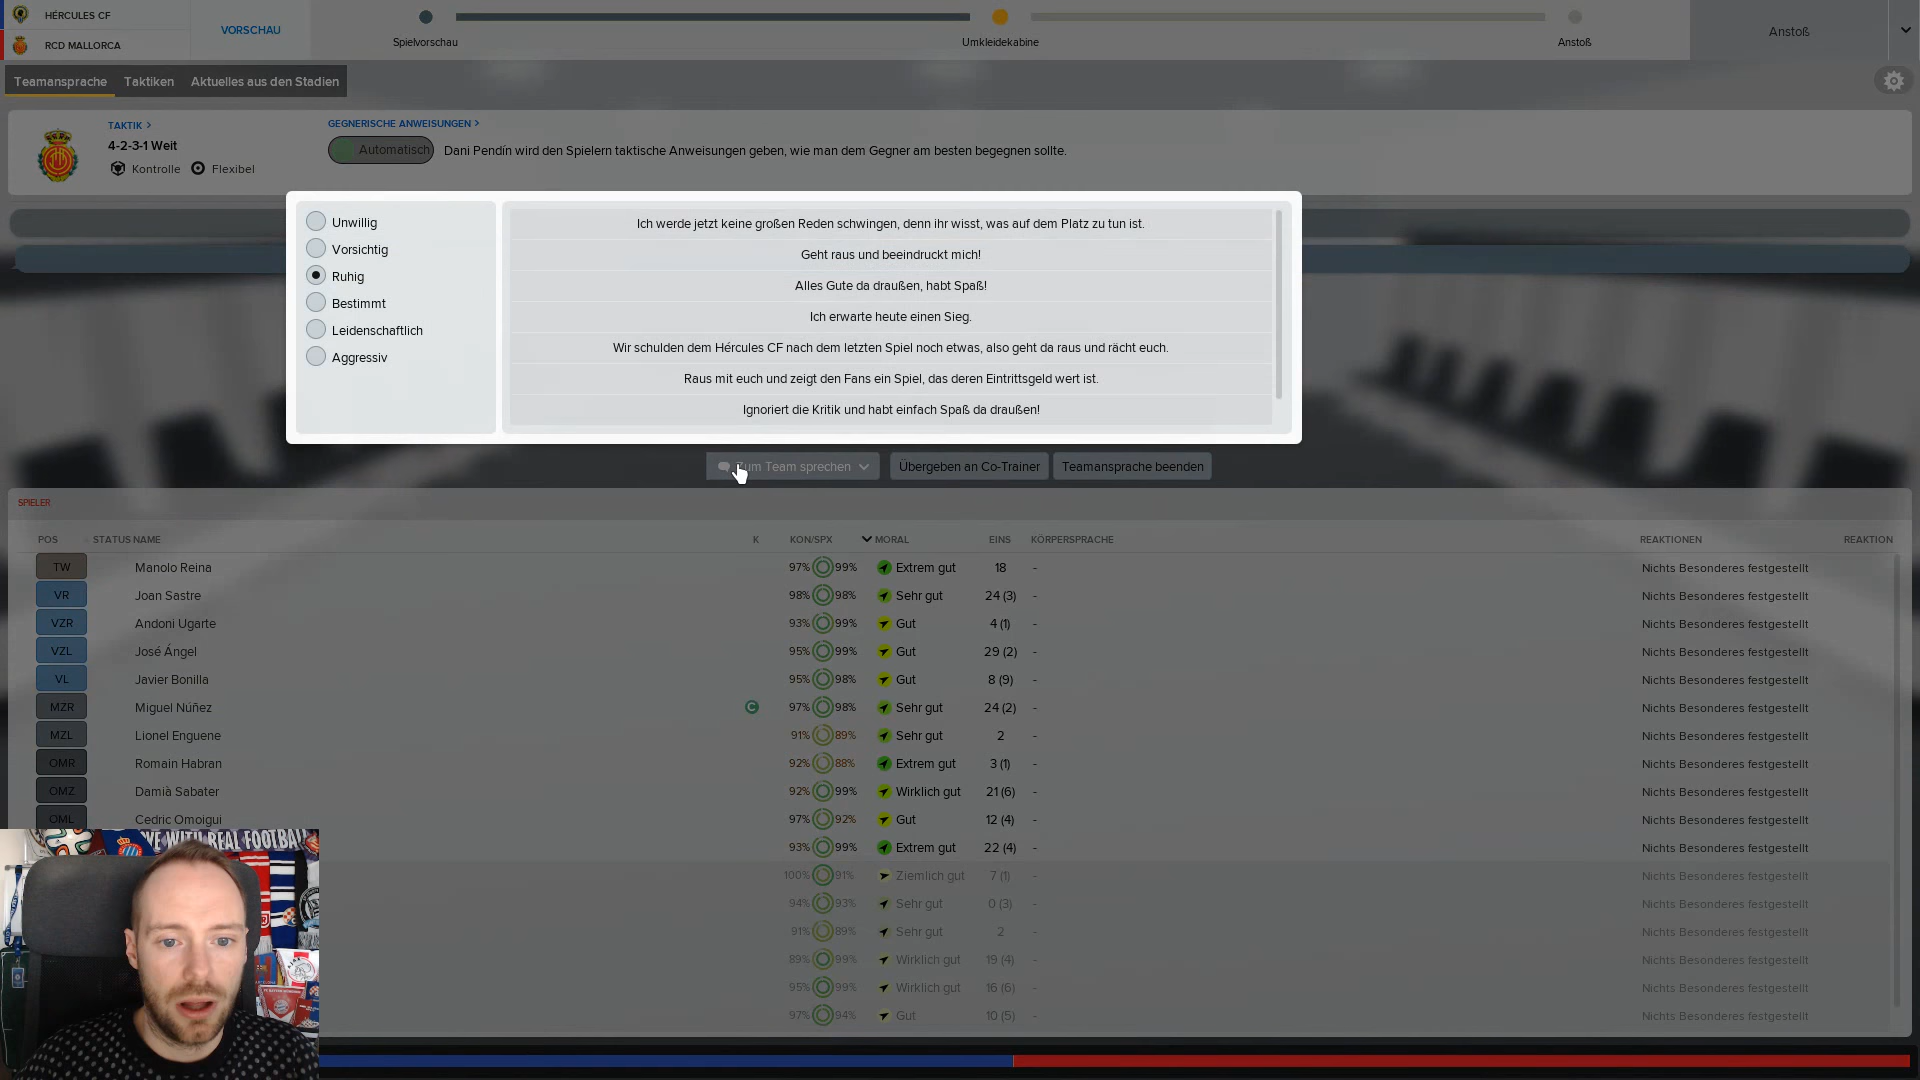 HÉRCULES CF
RCD MALLORCA
VORSCHAU
Spielvorschau
Umkleidekabine
Anstoß
Anstoß
Teamansprache
Taktiken
Aktuelles aus den Stadien
TAKTIK >
4-2-3-1 Weit
Kontrolle
Flexibel
GEGNERISCHE ANWEISUNGEN >
Automatisch
Dani Pendín wird den Spielern taktische Anweisungen geben, wie man dem Gegner am besten begegnen sollte.
Unwillig
Vorsichtig
Ruhig
Bestimmt
Leidenschaftlich
Aggressiv
Ich werde jetzt keine großen Reden schwingen, denn ihr wisst, was auf dem Platz zu tun ist.
Geht raus und beeindruckt mich!
Alles Gute da draußen, habt Spaß!
Ich erwarte heute einen Sieg.
Wir schulden dem Hércules CF nach dem letzten Spiel noch etwas, also geht da raus und rächt euch.
Raus mit euch und zeigt den Fans ein Spiel, das deren Eintrittsgeld wert ist.
Ignoriert die Kritik und habt einfach Spaß da draußen!
Zum Team sprechen
Übergeben an Co-Trainer
Teamansprache beenden
SPIELER
POS STATUS NAME K KON/SPX MORAL EINS KÖRPERSPRACHE REAKTIONEN REAKTION
TW Manolo Reina 97% 99% Extrem gut 18 - Nichts Besonderes festgestellt
VR Joan Sastre 98% 98% Sehr gut 24 (3) - Nichts Besonderes festgestellt
VZR Andoni Ugarte 93% 99% Gut 4 (1) - Nichts Besonderes festgestellt
VZL José Ángel 95% 99% Gut 29 (2) - Nichts Besonderes festgestellt
VL Javier Bonilla 95% 98% Gut 8 (9) - Nichts Besonderes festgestellt
MZR Miguel Núñez C 97% 98% Sehr gut 24 (2) - Nichts Besonderes festgestellt
MZL Lionel Enguene 91% 89% Sehr gut 2 - Nichts Besonderes festgestellt
OMR Romain Habran 92% 88% Extrem gut 3 (1) - Nichts Besonderes festgestellt
OMZ Damià Sabater 92% 99% Wirklich gut 21 (6) - Nichts Besonderes festgestellt
OML Cedric Omoigui 97% 92% Gut 12 (4) - Nichts Besonderes festgestellt
93% 99% Extrem gut 22 (4) - Nichts Besonderes festgestellt
100% 91% Ziemlich gut 7 (1) - Nichts Besonderes festgestellt
94% 93% Sehr gut 0 (3) - Nichts Besonderes festgestellt
91% 89% Sehr gut 2 - Nichts Besonderes festgestellt
89% 99% Wirklich gut 19 (4) - Nichts Besonderes festgestellt
95% 99% Wirklich gut 16 (6) - Nichts Besonderes festgestellt
97% 94% Gut 10 (5) - Nichts Besonderes festgestellt
WITH REAL FOOTBALL